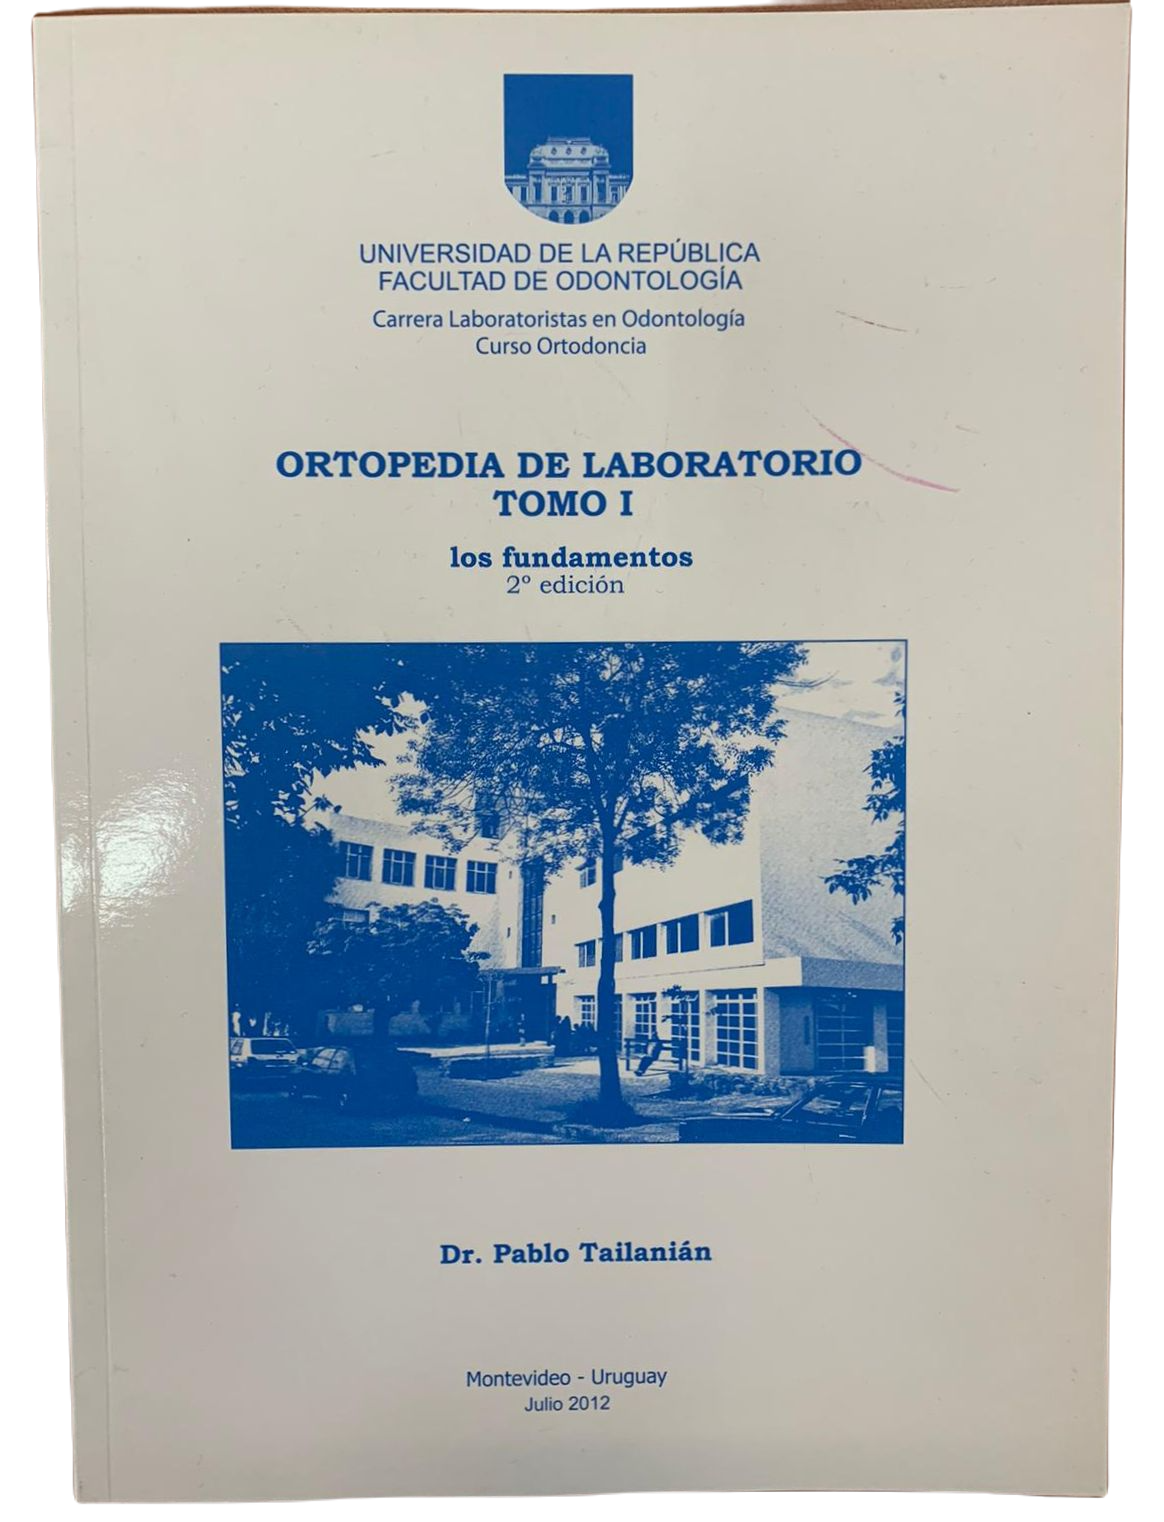 UNIVERSIDAD DE LA REPÚBLICA
FACULTAD DE ODONTOLOGÍA
Carrera Laboratoristas en Odontología
Curso Ortodoncia
ORTOPEDIA DE LABORATORIO
TOMO I
los fundamentos
2º edición
Dr. Pablo Tailanián
Montevideo - Uruguay
Julio 2012